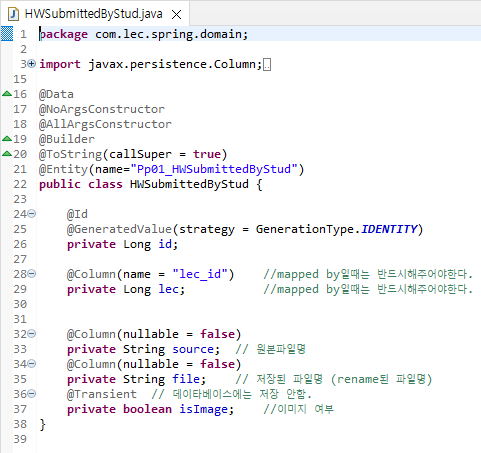 HWSubmittedByStud.java
1 package com.lec.spring.domain;
2
3 import javax.persistence.Column;
15
16 @Data
17 @NoArgsConstructor
18 @AllArgsConstructor
19 @Builder
20 @ToString(callSuper = true)
21 @Entity(name="Pp01_HWSubmittedByStud")
22 public class HWSubmittedByStud {
23
24 @Id
25 @GeneratedValue(strategy = GenerationType.IDENTITY)
26 private Long id;
27
28 @Column(name = "lec_id") //mapped by일때는 반드시해주어야한다.
29 private Long lec; //mapped by일때는 반드시해주어야한다.
30
31
32 @Column(nullable = false)
33 private String source; // 원본파일명
34 @Column(nullable = false)
35 private String file; // 저장된 파일명 (rename된 파일명)
36 @Transient // 데이타베이스에는 저장 안함.
37 private boolean isImage; //이미지 여부
38 }
39